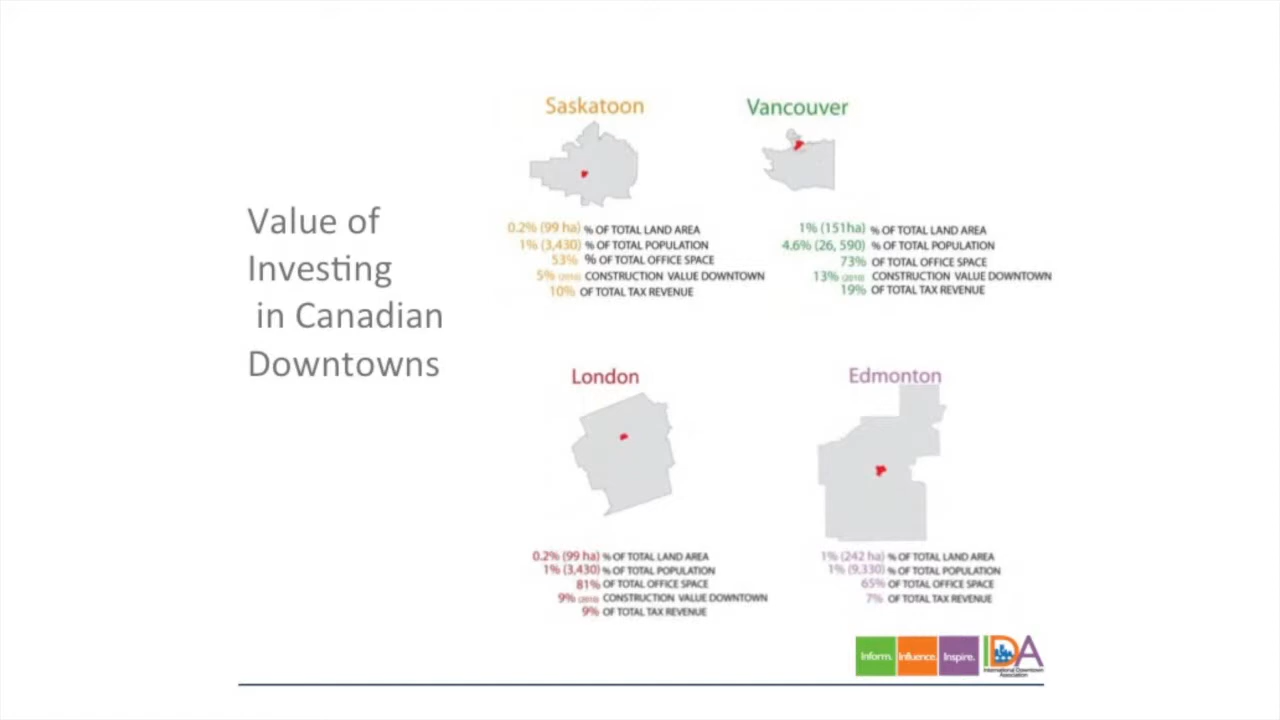 Value of
Investing
in Canadian
Downtowns
Saskatoon
0.2% (99 ha) % OF TOTAL LAND AREA
1% (3,430) % OF TOTAL POPULATION
53% % OF TOTAL OFFICE SPACE
5% (2010) CONSTRUCTION VALUE DOWNTOWN
10% OF TOTAL TAX REVENUE
Vancouver
1% (151ha) % OF TOTAL LAND AREA
4.6% (26, 590) % OF TOTAL POPULATION
73% OF TOTAL OFFICE SPACE
13% (2010) CONSTRUCTION VALUE DOWNTOWN
19% OF TOTAL TAX REVENUE
London
0.2% (99 ha) % OF TOTAL LAND AREA
1% (3,430) % OF TOTAL POPULATION
81% OF TOTAL OFFICE SPACE
9% (2010) CONSTRUCTION VALUE DOWNTOWN
9% OF TOTAL TAX REVENUE
Edmonton
1% (242 ha) % OF TOTAL LAND AREA
1% (9,330) % OF TOTAL POPULATION
65% OF TOTAL OFFICE SPACE
7% OF TOTAL TAX REVENUE
Inform. Influence. Inspire. IDA
International Downtown
Association